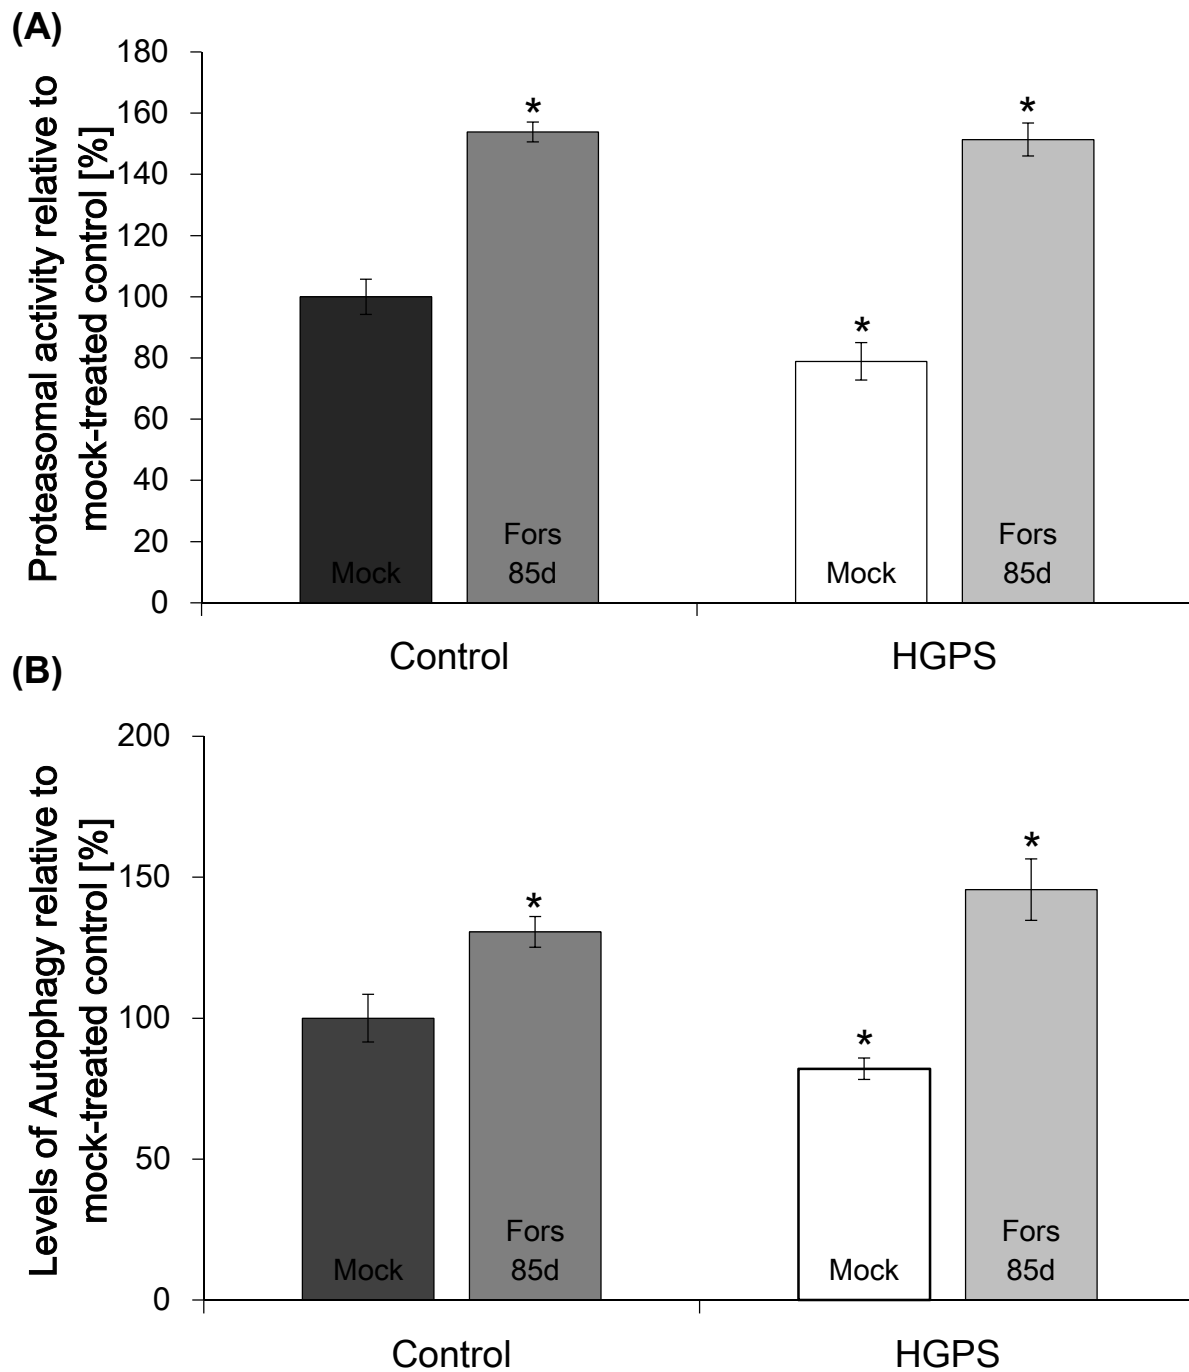 (A)
Proteasomal activity relative to
mock-treated control [%]
180
160
140
120
100
80
60
40
20
0
*
*
*
Mock
Fors
85d
Mock
Fors
85d
Control
HGPS
(B)
Levels of Autophagy relative to
mock-treated control [%]
200
150
100
50
0
*
*
*
Mock
Fors
85d
Mock
Fors
85d
Control
HGPS